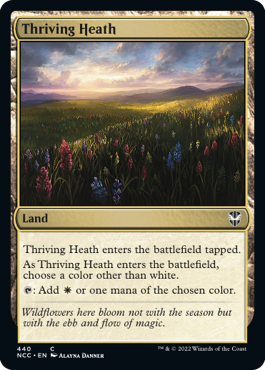 Thriving Heath
Land
Thriving Heath enters the battlefield tapped.
As Thriving Heath enters the battlefield,
choose a color other than white.
: Add or one mana of the chosen color.
Wildflowers here bloom not with the season but
with the ebb and flow of magic.
440 C
NCC • EN ALAYNA DANNER
™ & © 2022 Wizards of the Coast